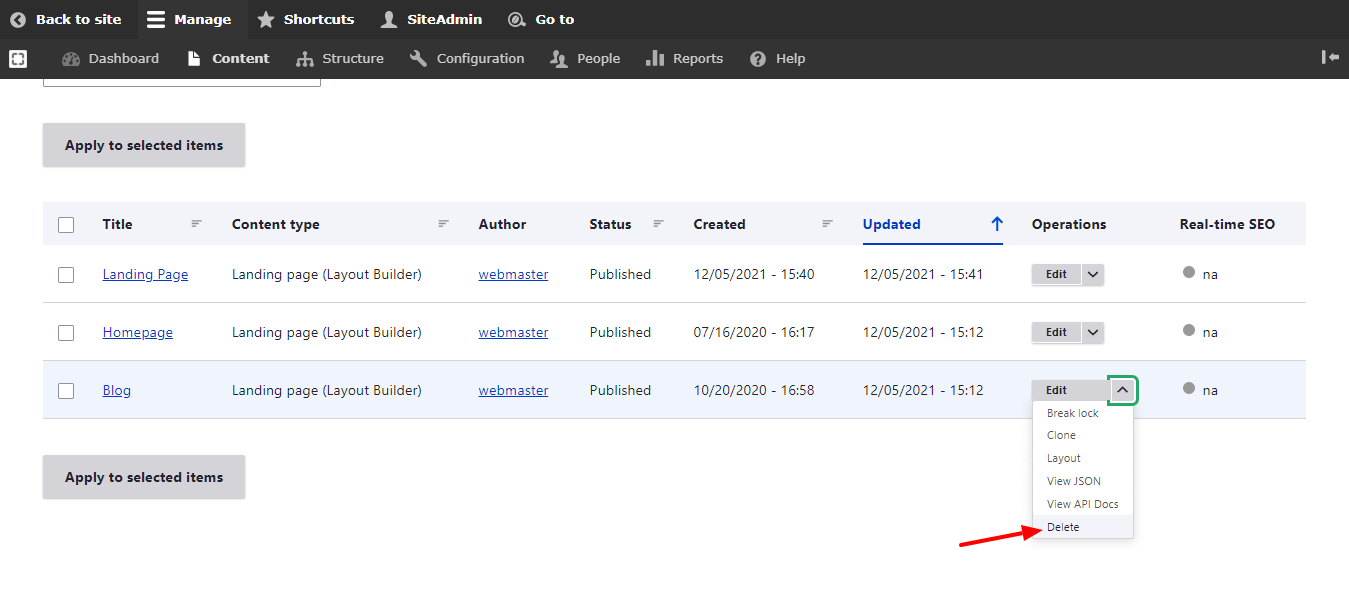 Back to site Manage Shortcuts SiteAdmin Go to
Dashboard Content Structure Configuration People Reports Help
Apply to selected items
Title Content type Author Status Created Updated Operations Real-time SEO
Landing Page Landing page (Layout Builder) webmaster Published 12/05/2021 - 15:40 12/05/2021 - 15:41 Edit na
Homepage Landing page (Layout Builder) webmaster Published 07/16/2020 - 16:17 12/05/2021 - 15:12 Edit na
Blog Landing page (Layout Builder) webmaster Published 10/20/2020 - 16:58 12/05/2021 - 15:12 Edit na
Break lock
Clone
Layout
View JSON
View API Docs
Delete
Apply to selected items